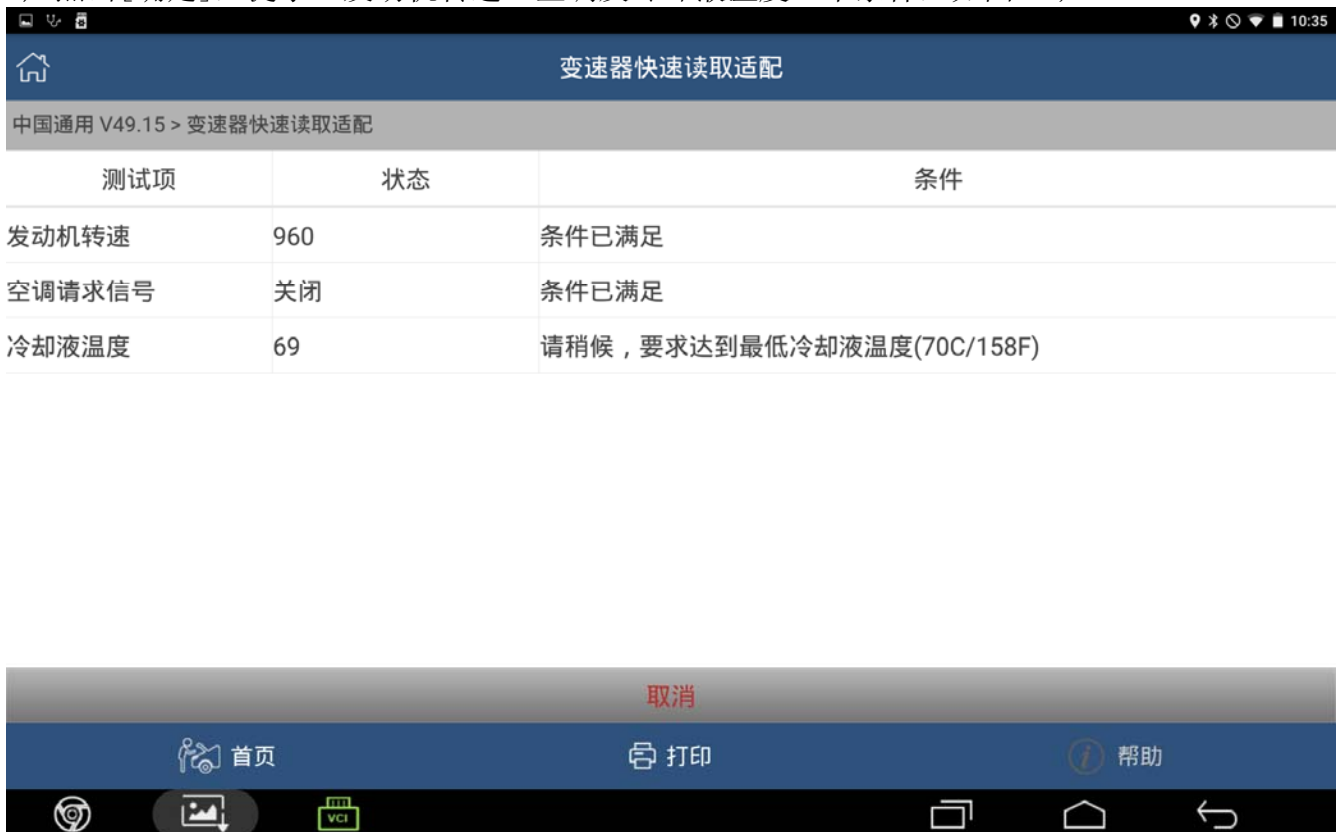 10:35
变速器快速读取适配
中国通用 V49.15 > 变速器快速读取适配
测试项 状态 条件
发动机转速 960 条件已满足
空调请求信号 关闭 条件已满足
冷却液温度 69 请稍候，要求达到最低冷却液温度(70C/158F)
取消
首页 打印 帮助
VCI